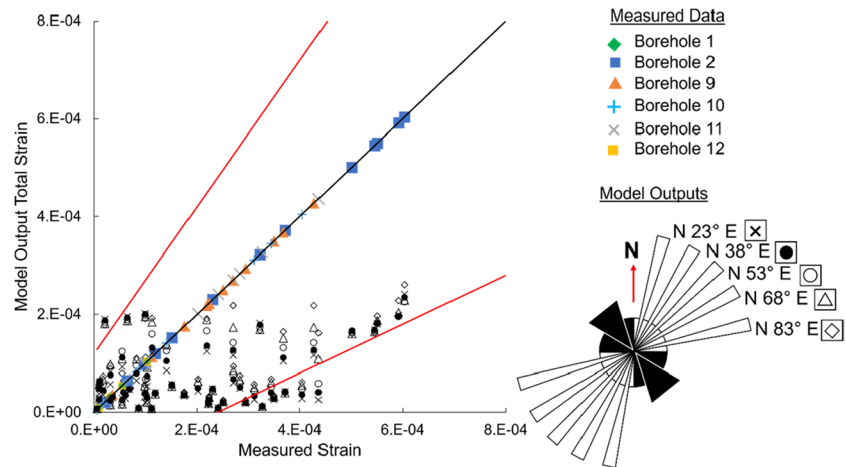 8.E-04
6.E-04
4.E-04
2.E-04
0.E+00
Model Output Total Strain
0.E+00
2.E-04
4.E-04
6.E-04
8.E-04
Measured Strain
Measured Data
Borehole 1
Borehole 2
Borehole 9
Borehole 10
Borehole 11
Borehole 12
Model Outputs
N
N 23° E
N 38° E
N 53° E
N 68° E
N 83° E